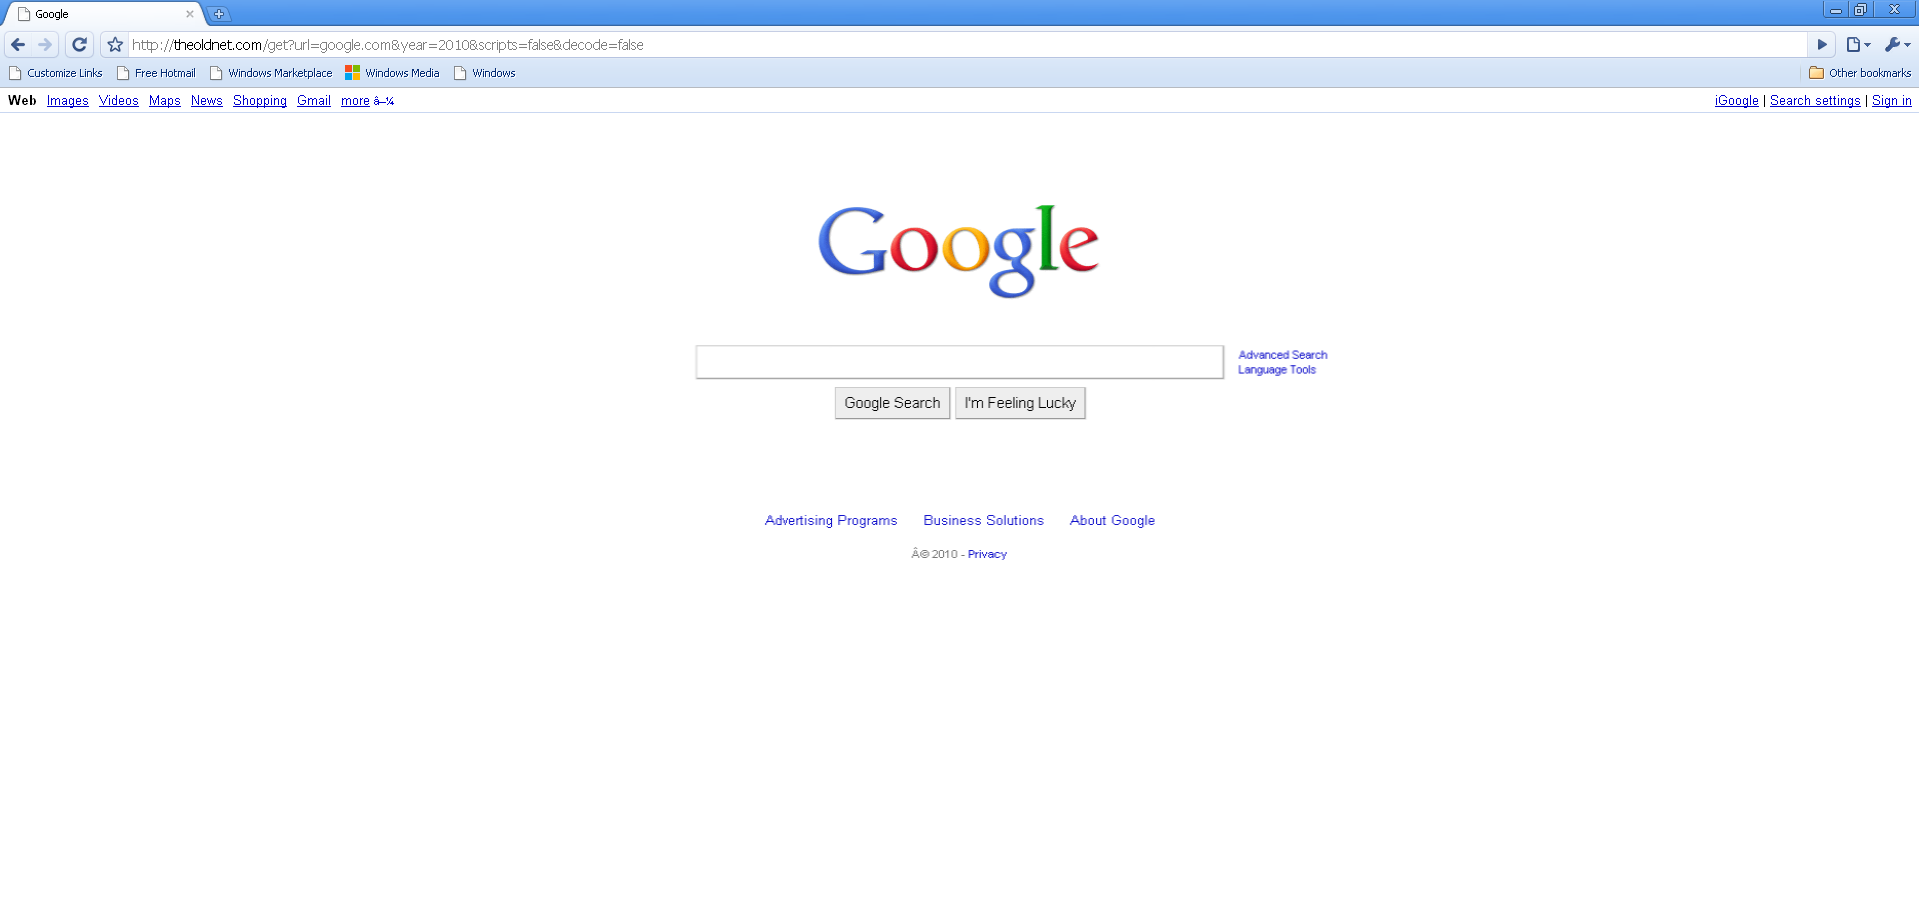 Google
http://theoldnet.com/get?url=google.com&year=2010&scripts=false&decode=false
Customize Links Free Hotmail Windows Marketplace Windows Media Windows Other bookmarks
Web Images Videos Maps News Shopping Gmail more â–¼ iGoogle | Search settings | Sign in
Google
Advanced Search
Language Tools
Google Search I'm Feeling Lucky
Advertising Programs Business Solutions About Google
Â© 2010 - Privacy